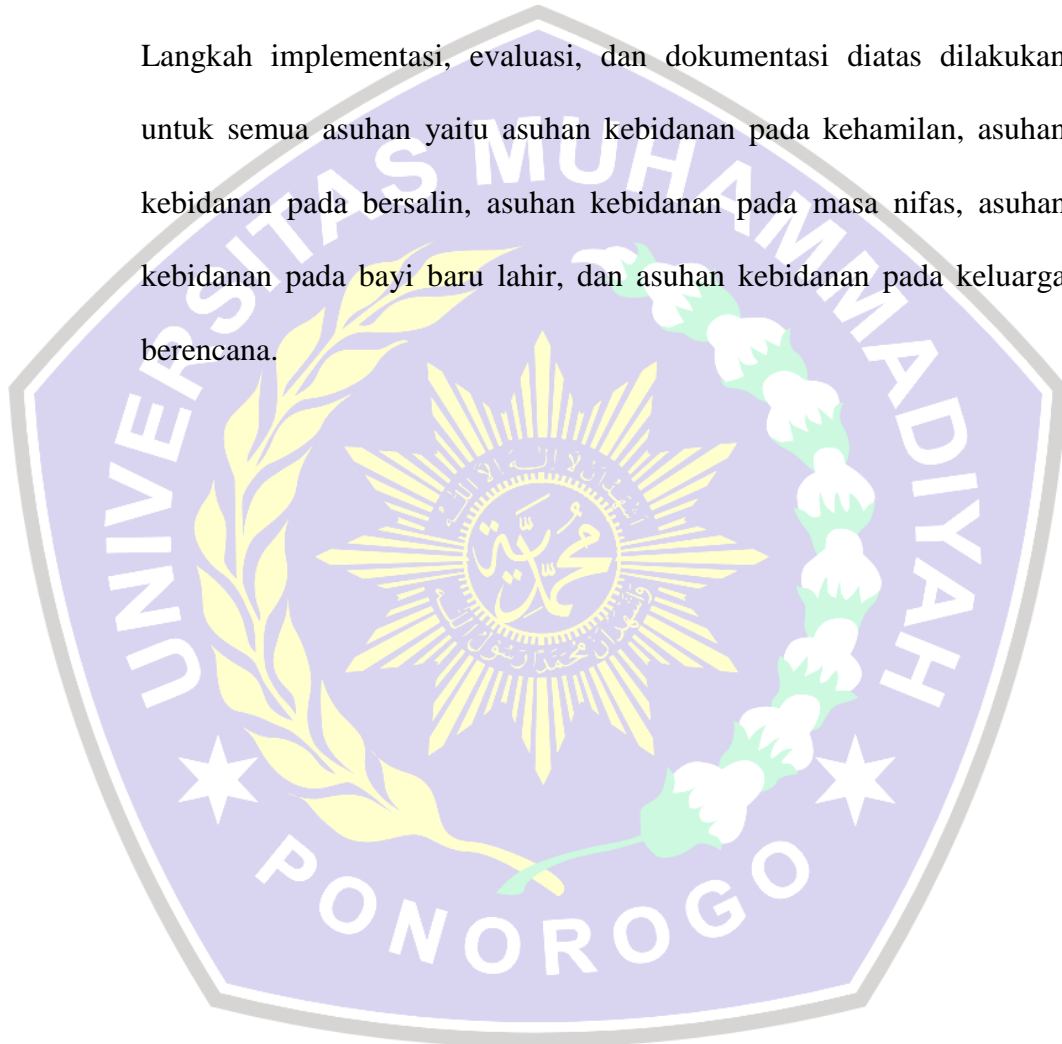 Langkah implementasi, evaluasi, dan dokumentasi diatas dilakukan
untuk semua asuhan yaitu asuhan kebidanan pada kehamilan, asuhan
kebidanan pada bersalin, asuhan kebidanan pada masa nifas, asuhan
kebidanan pada bayi baru lahir, dan asuhan kebidanan pada keluarga
berencana.
UNIVERSITAS MUHAMMADIYAH
محمدية
PONOROGO